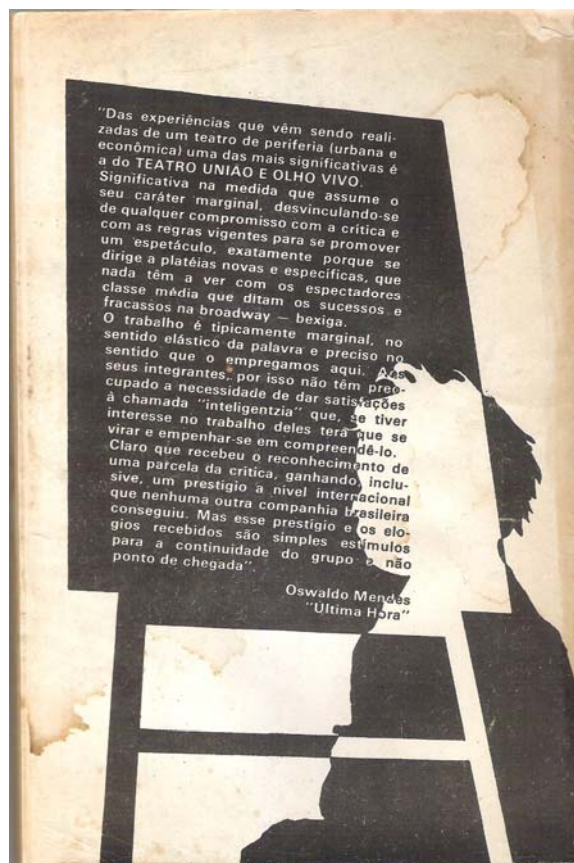 "Das experiências que vêm sendo reali-
zadas de um teatro de periferia (urbana e
econômica) uma das mais significativas é
a do TEATRO UNIÃO E OLHO VIVO.
Significativa na medida que assume o
seu caráter marginal, desvinculando-se
de qualquer compromisso com a crítica e
com as regras vigentes para se promover
um espetáculo, exatamente porque se
dirige a platéias novas e específicas, que
nada têm a ver com os espectadores
classe média que ditam os sucessos e
fracassos na broadway — bexiga.
O trabalho é tipicamente marginal, no
sentido elástico da palavra e preciso no
sentido que o empregamos aqui. Aos
seus integrantes, por isso não têm preo-
cupado a necessidade de dar satisfações
à chamada "inteligentzia" que, se tiver
interesse no trabalho deles terá que se
virar e empenhar-se em compreendê-lo.
Claro que recebeu o reconhecimento de
uma parcela da crítica, ganhando, inclu-
sive, um prestígio a nível internacional
que nenhuma outra companhia brasileira
conseguiu. Mas esse prestígio e os elo-
gios recebidos são simples estímulos
para a continuidade do grupo e não
ponto de chegada".
Oswaldo Mendes
"Última Hora"